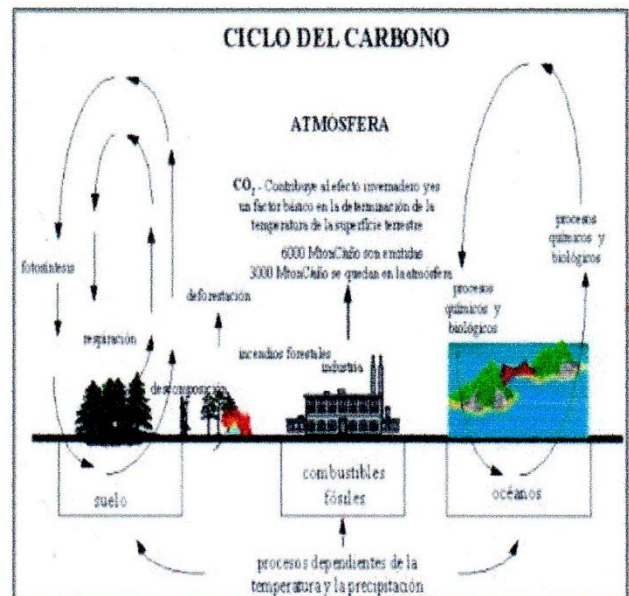 CICLO DEL CARBONO
ATMÓSFERA
CO2 - Contribuye al efecto invernadero y es
un factor básico en la determinación de la
temperatura de la superficie terrestre
6000 MtonC/año son emitidas
3000 MtonC/año se quedan en la atmósfera
fotosíntesis
respiración
descomposición
deforestación
incendios forestales
industria
procesos
químicos y
biológicos
procesos
químicos y
biológicos
suelo
combustibles
fósiles
océanos
procesos dependientes de la
temperatura y la precipitación